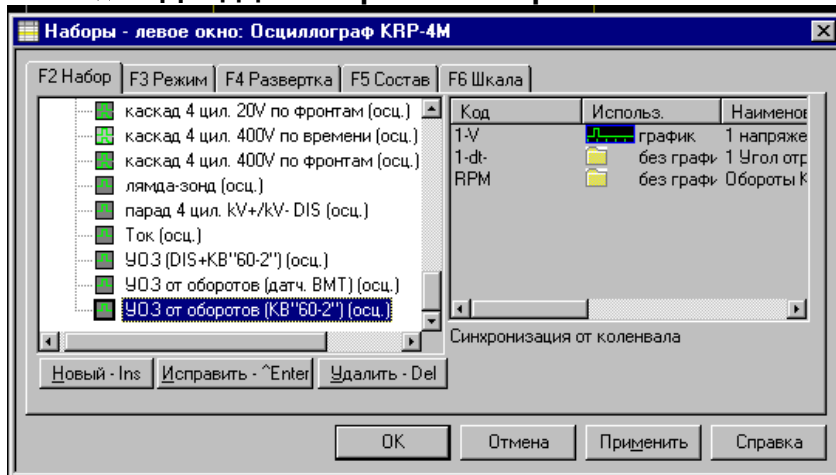 Наборы - левое окно: Осциллограф KRP-4M
F2 Набор F3 Режим F4 Развертка F5 Состав F6 Шкала
каскад 4 цил. 20V по фронтам (осц.)
каскад 4 цил. 400V по времени (осц.)
каскад 4 цил. 400V по фронтам (осц.)
лямда-зонд (осц.)
парад 4 цил. kV+/kV- DIS (осц.)
Ток (осц.)
УОЗ (DIS+КВ"60-2") (осц.)
УОЗ от оборотов (датч. ВМТ) (осц.)
УОЗ от оборотов (КВ"60-2") (осц.)
Код Использ. Наименов
1-V график 1 напряже
1-dt- без графи 1 Угол отр
RPM без графи Обороты К
Синхронизация от коленвала
Новый - Ins Исправить - ^Enter Удалить - Del
OK Отмена Применить Справка